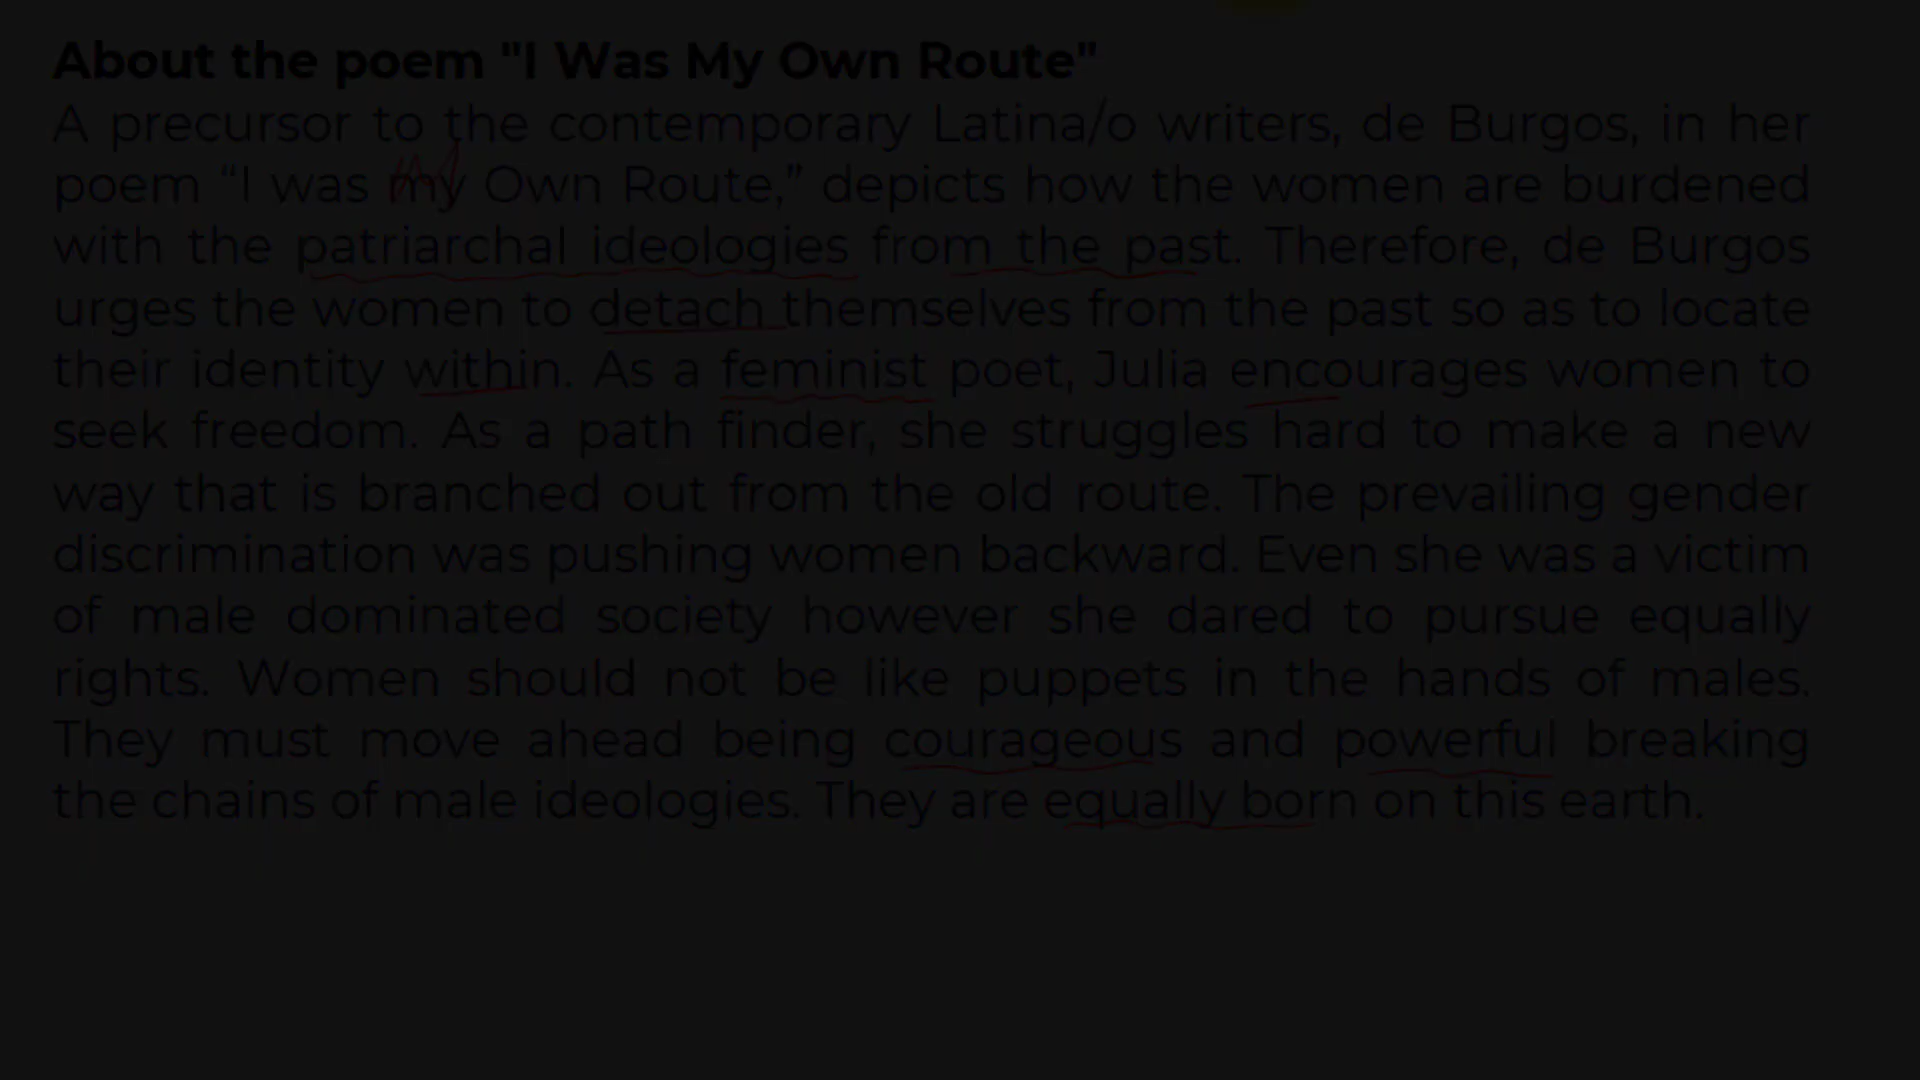 About the poem "I Was My Own Route"
A precursor to the contemporary Latina/o writers, de Burgos, in her
poem “I was my Own Route,” depicts how the women are burdened
with the patriarchal ideologies from the past. Therefore, de Burgos
urges the women to detach themselves from the past so as to locate
their identity within. As a feminist poet, Julia encourages women to
seek freedom. As a path finder, she struggles hard to make a new
way that is branched out from the old route. The prevailing gender
discrimination was pushing women backward. Even she was a victim
of male dominated society however she dared to pursue equally
rights. Women should not be like puppets in the hands of males.
They must move ahead being courageous and powerful breaking
the chains of male ideologies. They are equally born on this earth.